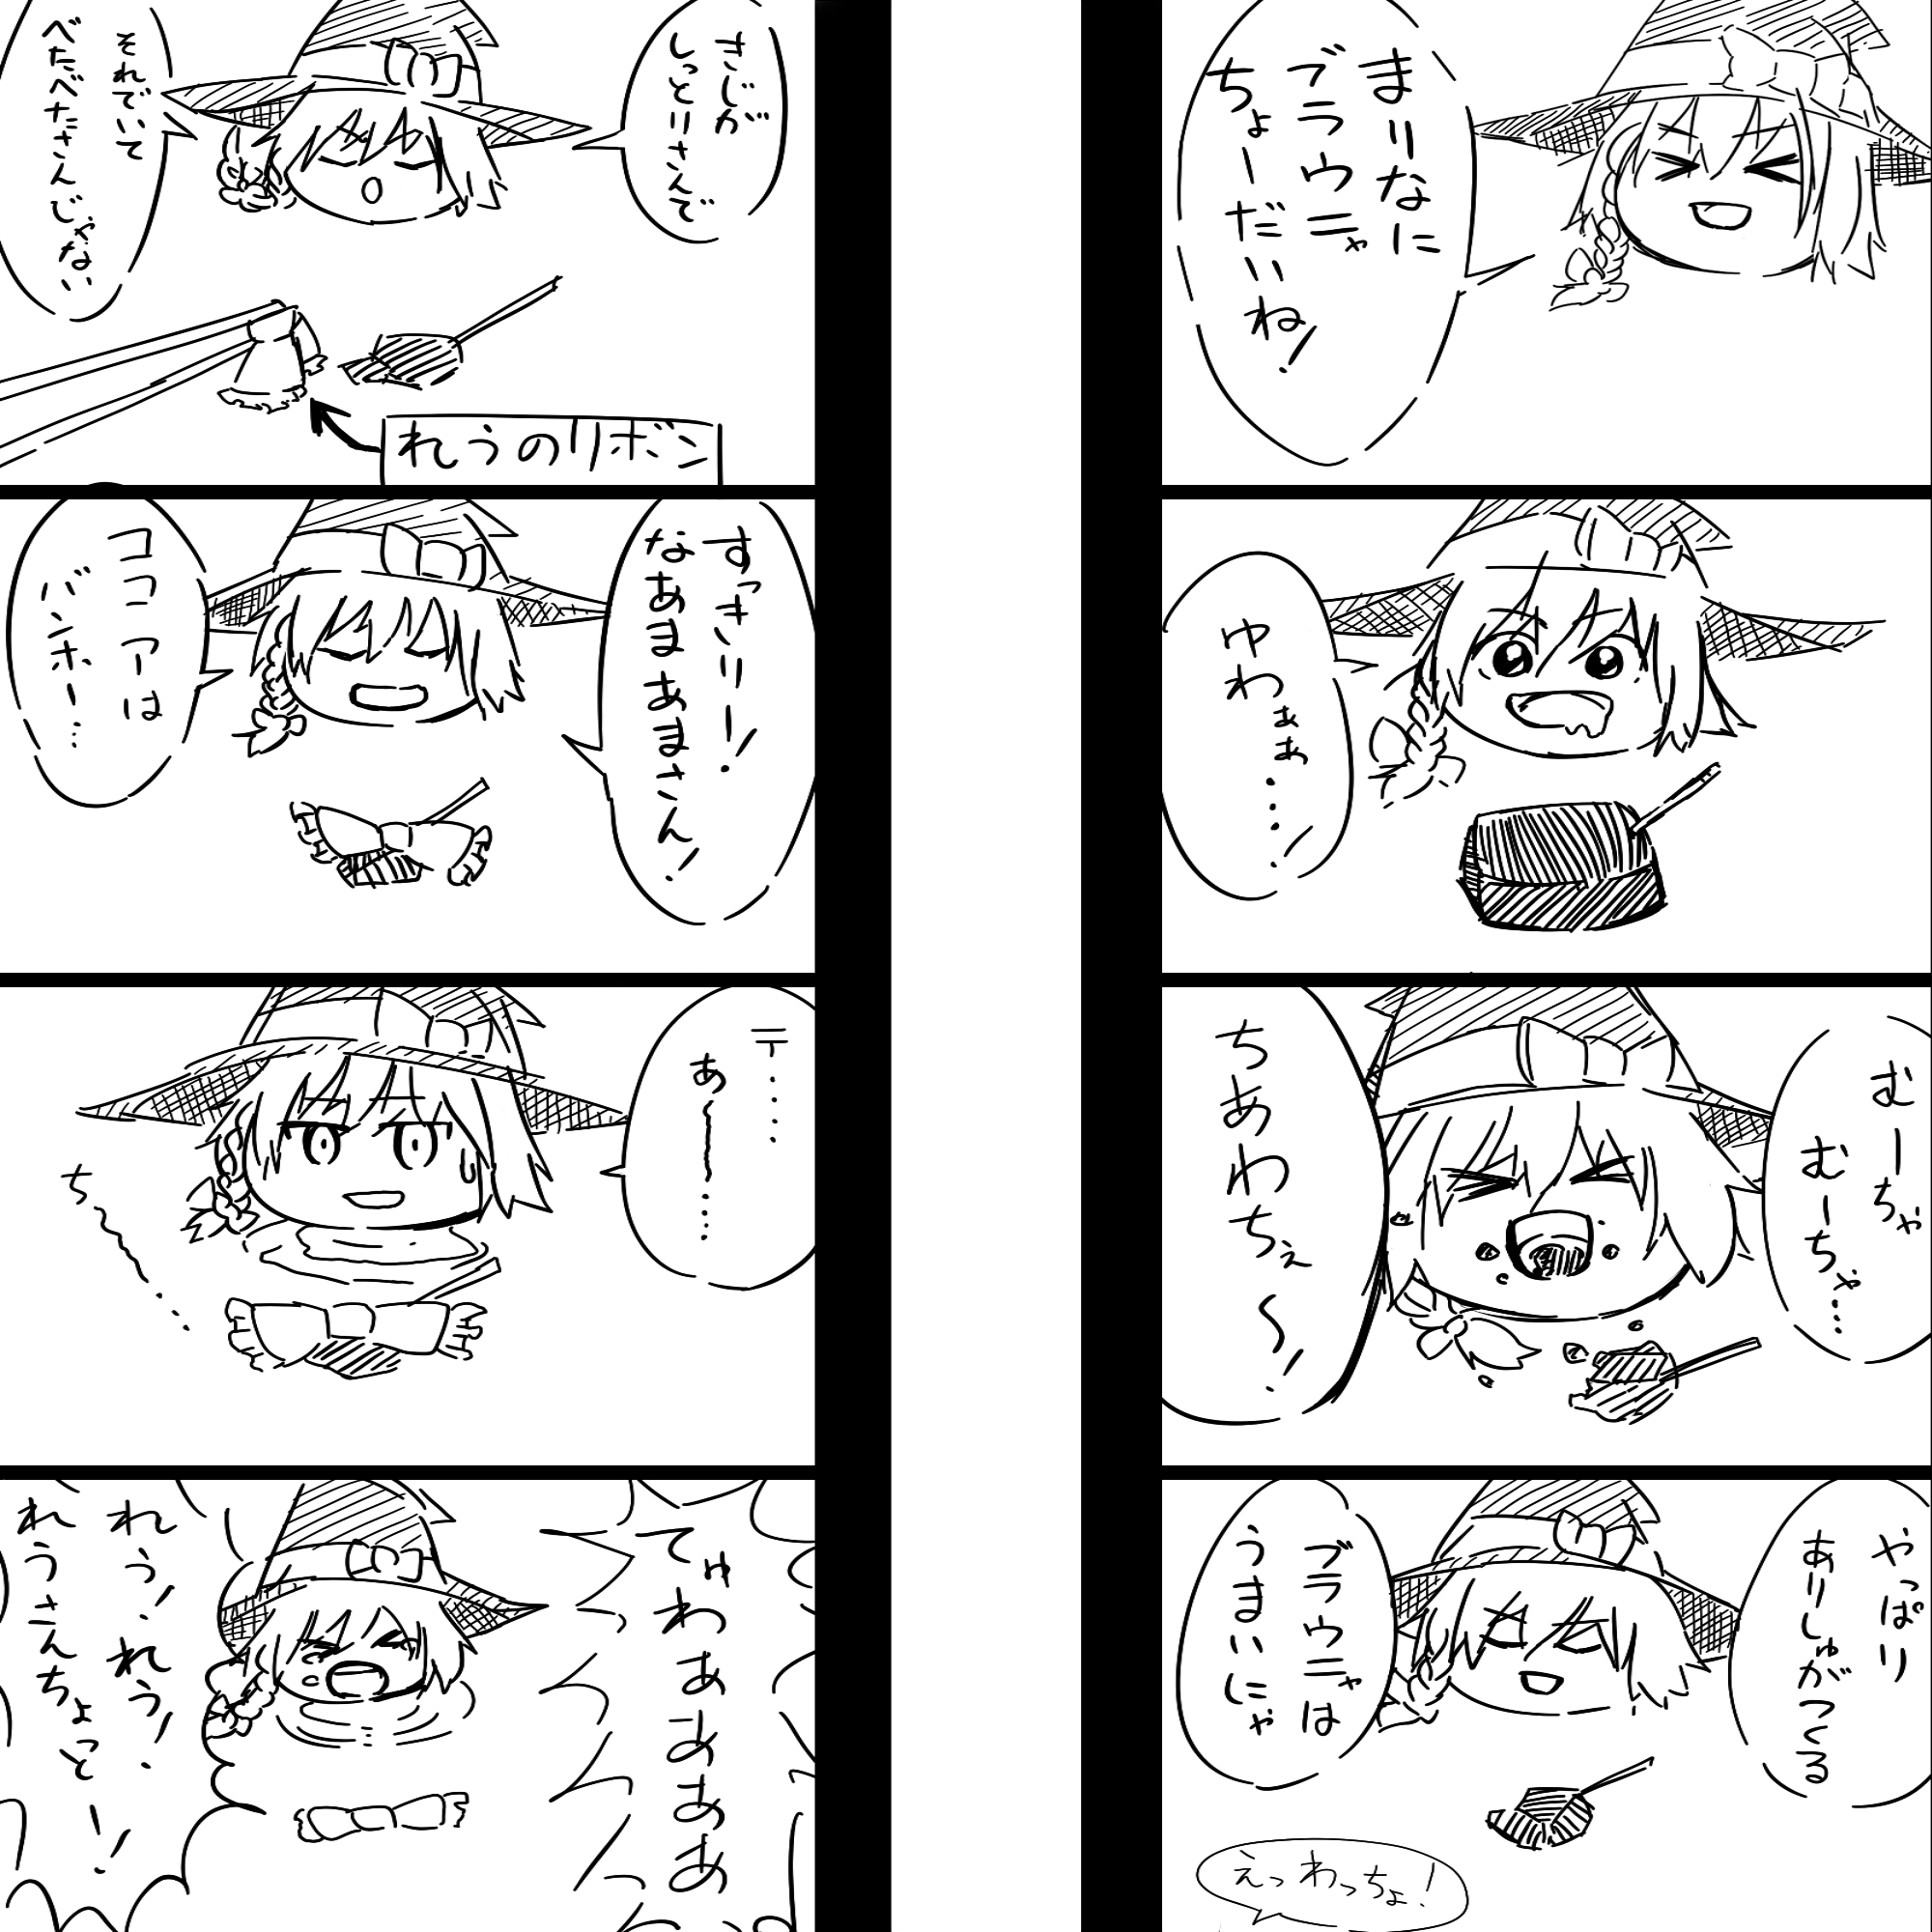 まりなに
ブラウニャ
ちょーだいね!
ゆ
わぁぁ……!
むーちゃ
むーちゃ…
ちあわちぇ〜!
やっぱり
ありしゅがつくる
ブラウニャは
うまいにゃ
えっわっちょ!
きじが
しっとりさんで
それでいて
べたべたさんじゃない
れうのリボン
すっきりー!
なあまあまさん!
ココアは
バンホー…
テ……
あ〜……
ち〜…
てゅわああああ
れう!れう!
れうさんちょっと!